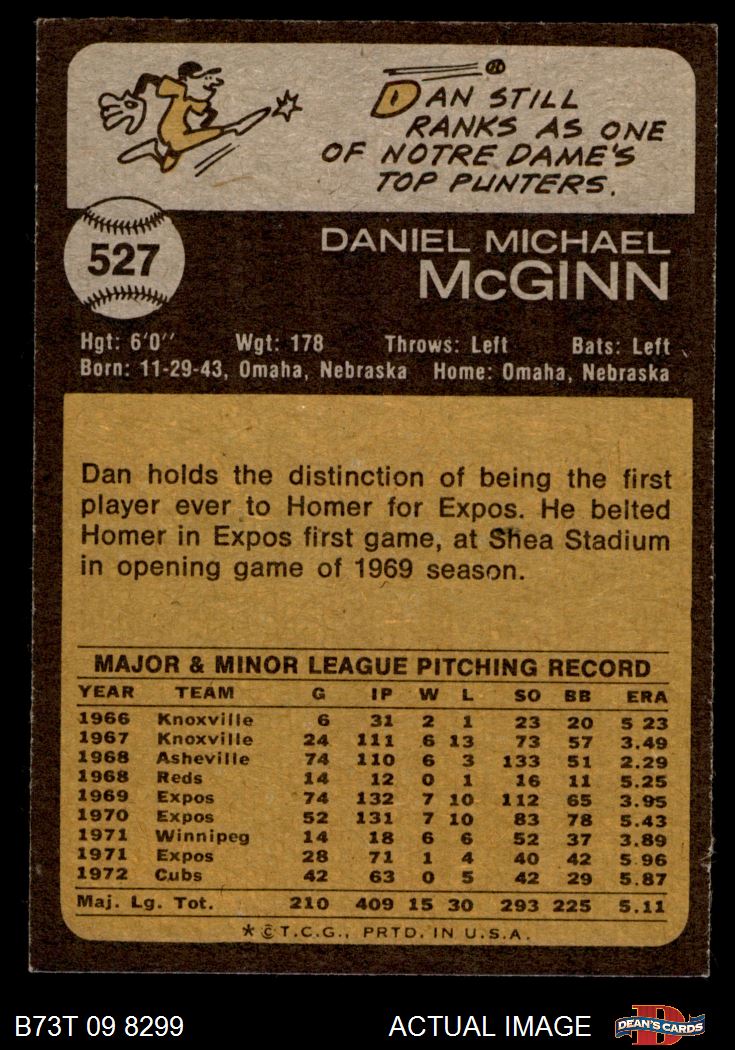 DAN STILL
RANKS AS ONE
OF NOTRE DAME'S
TOP PUNTERS.
527
DANIEL MICHAEL
McGINN
Hgt: 6'0'' Wgt: 178 Throws: Left Bats: Left
Born: 11-29-43, Omaha, Nebraska Home: Omaha, Nebraska
Dan holds the distinction of being the first
player ever to Homer for Expos. He belted
Homer in Expos first game, at Shea Stadium
in opening game of 1969 season.
MAJOR & MINOR LEAGUE PITCHING RECORD
YEAR TEAM G IP W L SO BB ERA
1966 Knoxville 6 31 2 1 23 20 5 23
1967 Knoxville 24 111 6 13 73 57 3.49
1968 Asheville 74 110 6 3 133 51 2.29
1968 Reds 14 12 0 1 16 11 5.25
1969 Expos 74 132 7 10 112 65 3.95
1970 Expos 52 131 7 10 83 78 5.43
1971 Winnipeg 14 18 6 6 52 37 3.89
1971 Expos 28 71 1 4 40 42 5.96
1972 Cubs 42 63 0 5 42 29 5.87
Maj. Lg. Tot. 210 409 15 30 293 225 5.11
* © T.C.G., PRTD. IN U.S.A.
B73T 09 8299 ACTUAL IMAGE DEAN'S CARDS